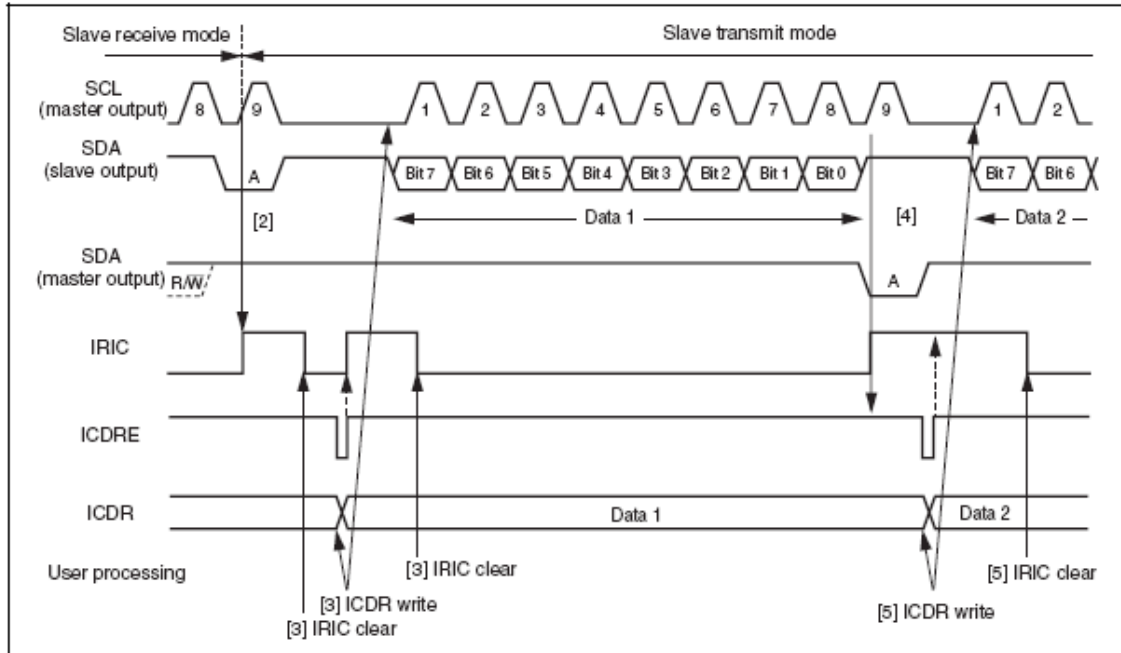 Slave receive mode Slave transmit mode
SCL
(master output) 8 9 1 2 3 4 5 6 7 8 9 1 2
SDA
(slave output) A Bit 7 Bit 6 Bit 5 Bit 4 Bit 3 Bit 2 Bit 1 Bit 0 Bit 7 Bit 6
[2] Data 1 [4] Data 2
SDA
(master output) R/W̅ A
IRIC
ICDRE
ICDR Data 1 Data 2
User processing
[3] IRIC clear [5] IRIC clear
[3] ICDR write [5] ICDR write
[3] IRIC clear